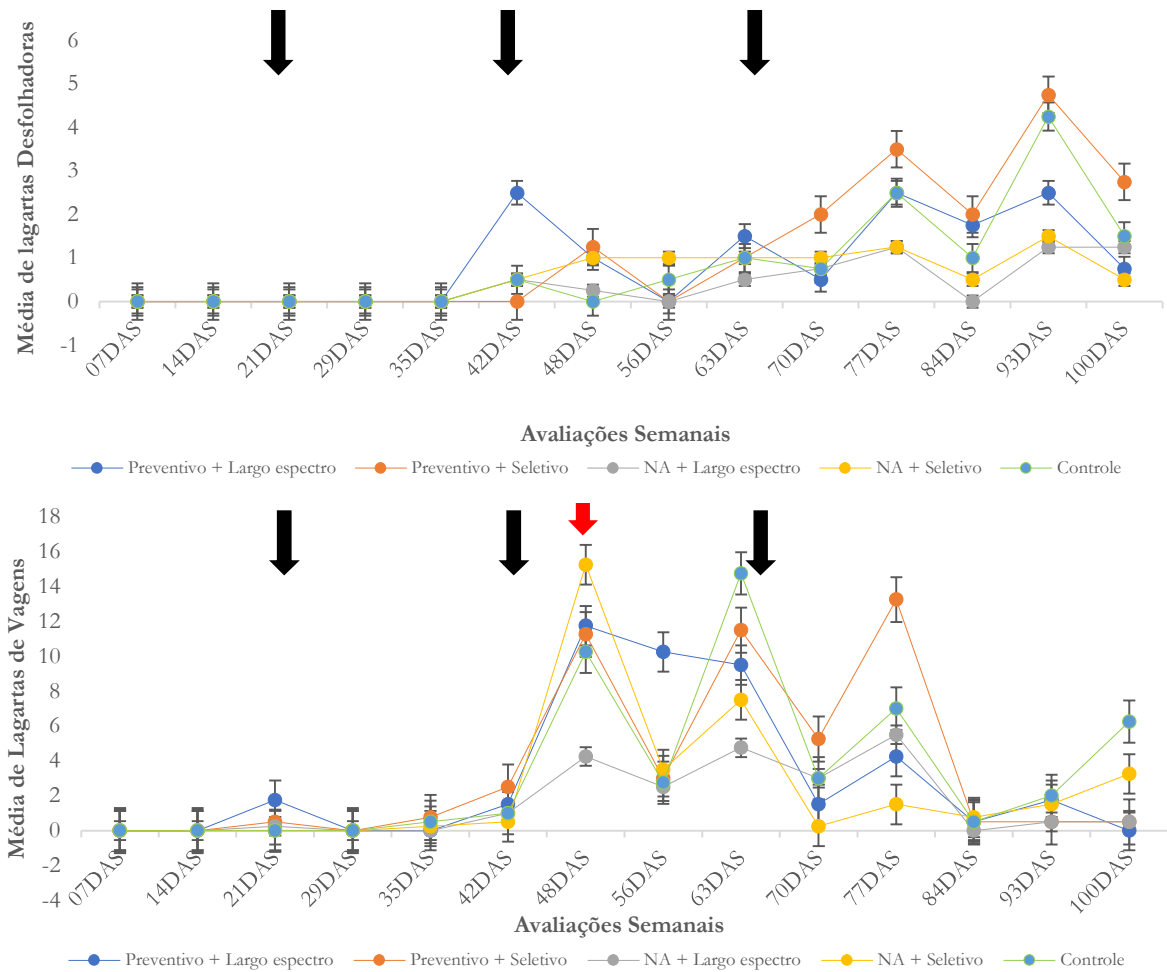 Média de lagartas Desfolhadoras
6
5
4
3
2
1
0
-1
07DAS
14DAS
21DAS
29DAS
35DAS
42DAS
48DAS
56DAS
63DAS
70DAS
77DAS
84DAS
93DAS
100DAS
Avaliações Semanais
Preventivo + Largo espectro
Preventivo + Seletivo
NA + Largo espectro
NA + Seletivo
Controle
Média de Lagartas de Vagens
18
16
14
12
10
8
6
4
2
0
-2
-4
07DAS
14DAS
21DAS
29DAS
35DAS
42DAS
48DAS
56DAS
63DAS
70DAS
77DAS
84DAS
93DAS
100DAS
Avaliações Semanais
Preventivo + Largo espectro
Preventivo + Seletivo
NA + Largo espectro
NA + Seletivo
Controle